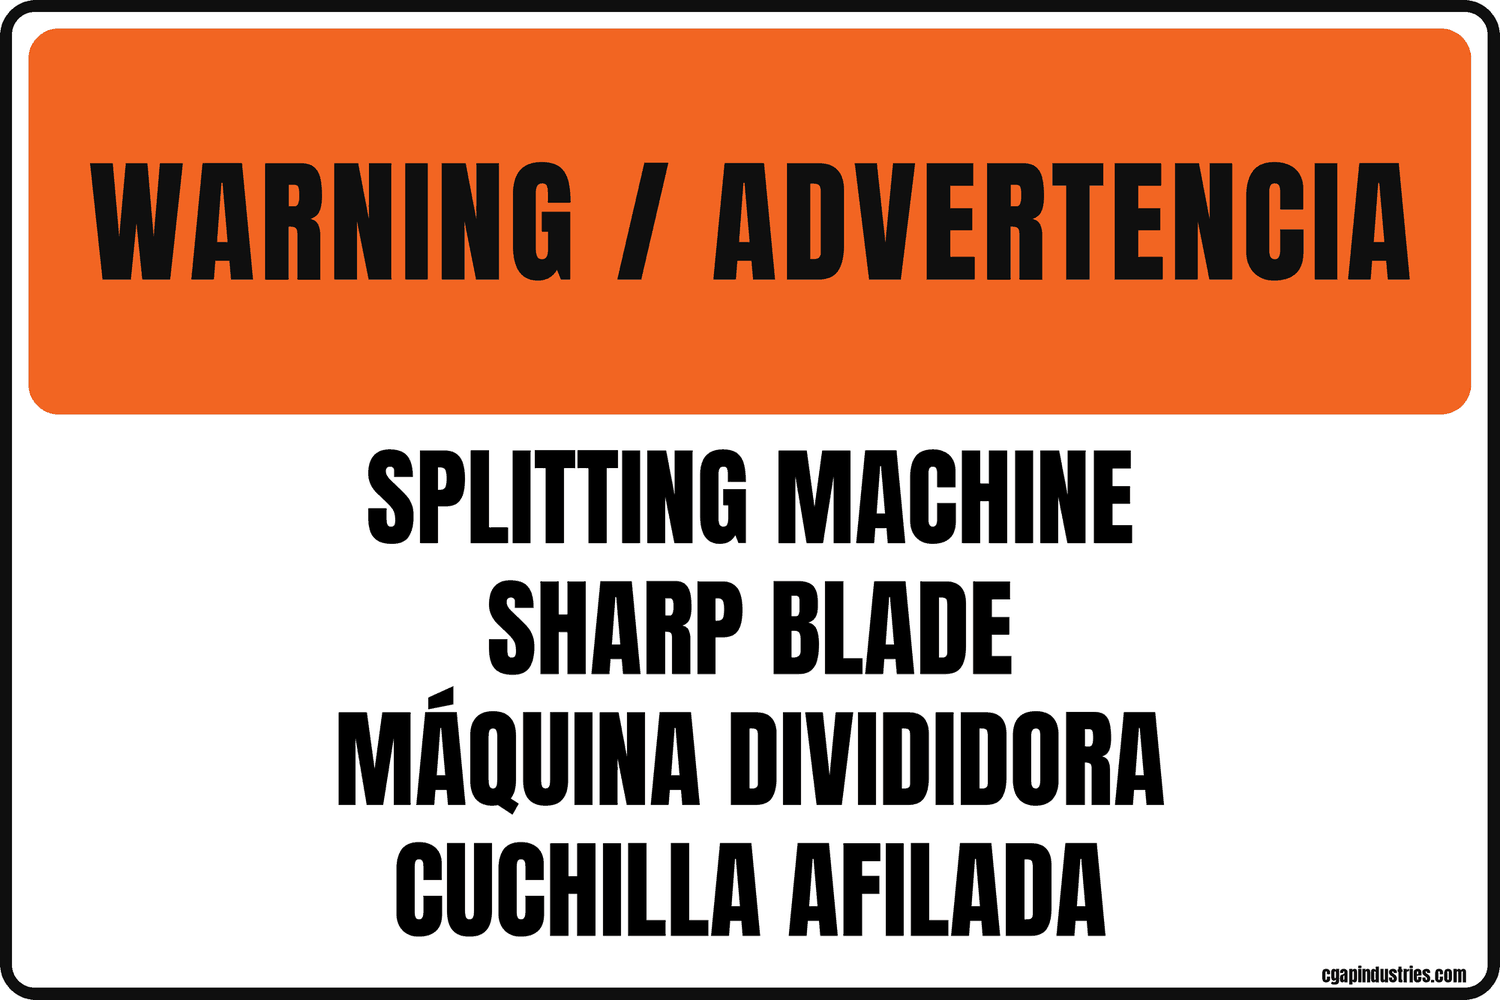 WARNING / ADVERTENCIA
SPLITTING MACHINE
SHARP BLADE
MÁQUINA DIVIDIDORA
CUCHILLA AFILADA
cgapindustries.com